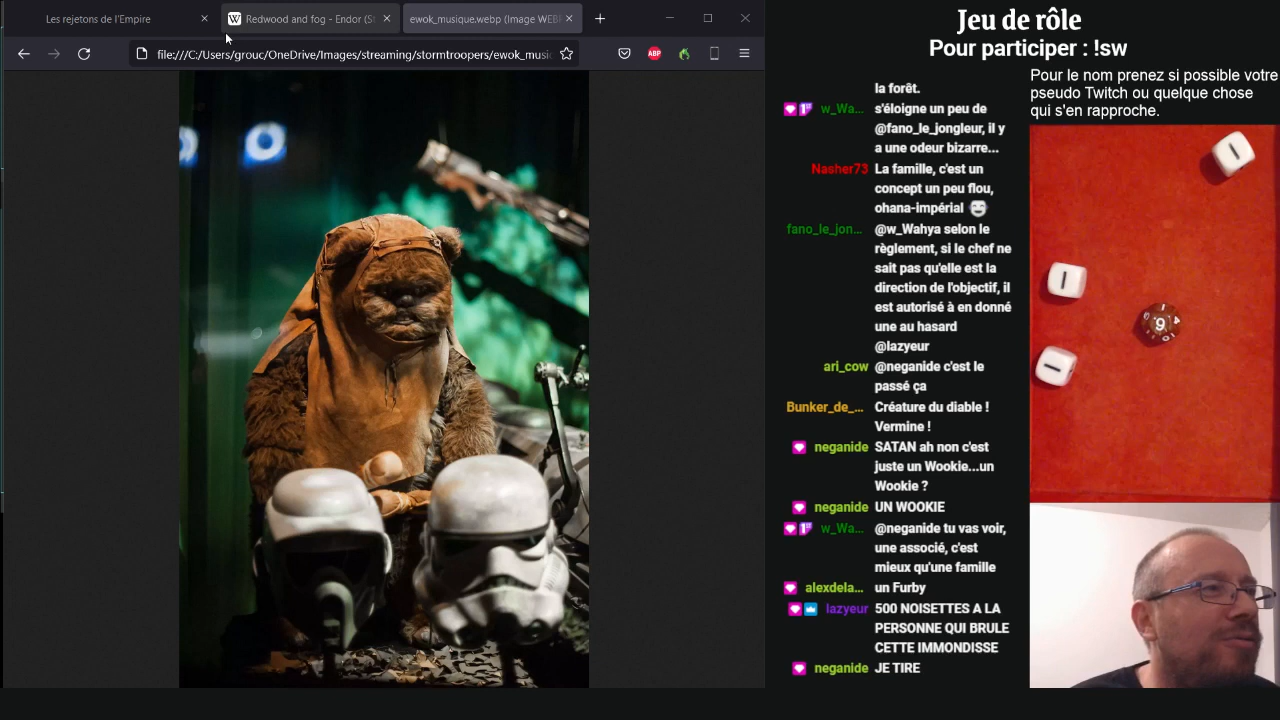 Les rejetons de l'Empire
Redwood and fog - Endor (S
ewok_musique.webp (Image WEB
file:///C:/Users/grouc/OneDrive/Images/streaming/stormtroopers/ewok_musi
ABP
Jeu de rôle
Pour participer : !sw
Pour le nom prenez si possible votre
pseudo Twitch ou quelque chose
qui s'en rapproche.
la forêt.
w_Wa... s'éloigne un peu de
@fano_le_jongleur, il y
a une odeur bizarre...
Nasher73 La famille, c'est un
concept un peu flou,
ohana-impérial
fano_le_jon... @w_Wahya selon le
règlement, si le chef ne
sait pas qu'elle est la
direction de l'objectif, il
est autorisé à en donné
une au hasard
@lazyeur
ari_cow @neganide c'est le
passé ça
Bunker_de_... Créature du diable !
Vermine !
neganide SATAN ah non c'est
juste un Wookie...un
Wookie ?
neganide UN WOOKIE
w_Wa... @neganide tu vas voir,
une associé, c'est
mieux qu'une famille
alexdela... un Furby
lazyeur 500 NOISETTES A LA
PERSONNE QUI BRULE
CETTE IMMONDISSE
neganide JE TIRE
9